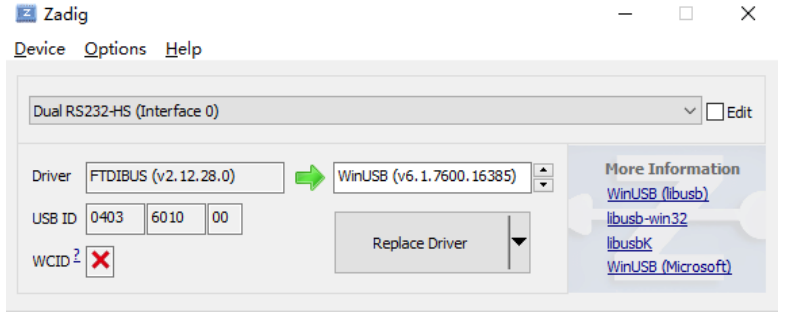 Zadig
Device Options Help
Dual RS232-HS (Interface 0)
Edit
Driver FTDIBUS (v2.12.28.0) WinUSB (v6.1.7600.16385)
USB ID 0403 6010 00
WCID ?
Replace Driver
More Information
WinUSB (libusb)
libusb-win32
libusbK
WinUSB (Microsoft)